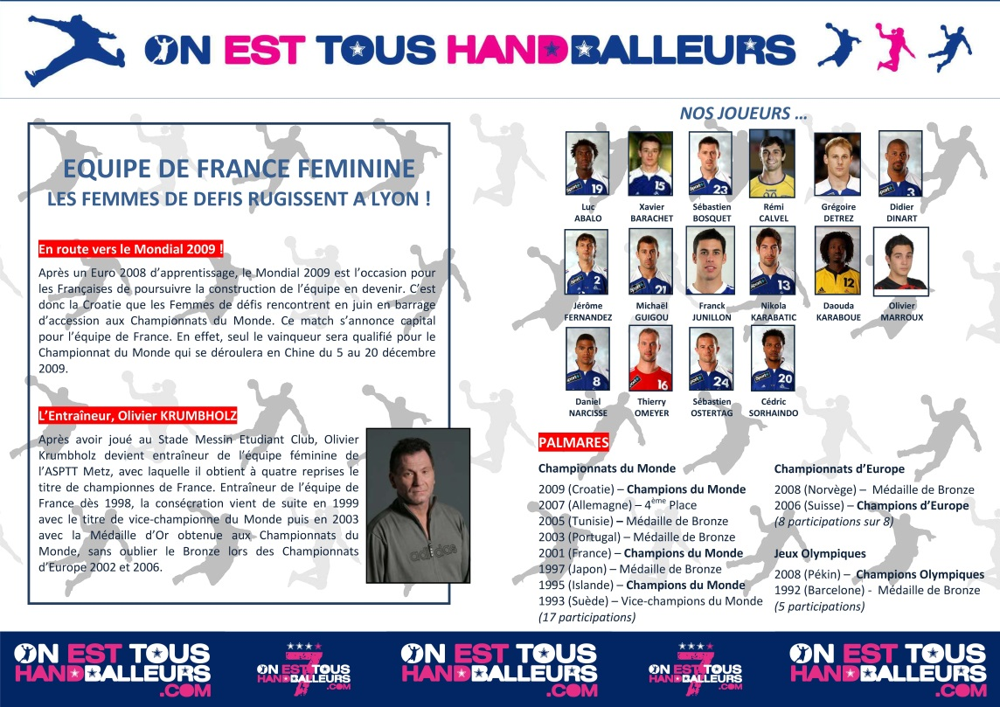 ON EST TOUS HANDBALLEURS
EQUIPE DE FRANCE FEMININE
LES FEMMES DE DEFIS RUGISSENT A LYON !
En route vers le Mondial 2009 !
Après un Euro 2008 d’apprentissage, le Mondial 2009 est l’occasion pour
les Françaises de poursuivre la construction de l’équipe en devenir. C’est
donc la Croatie que les Femmes de défis rencontrent en juin en barrage
d’accession aux Championnats du Monde. Ce match s’annonce capital
pour l’équipe de France. En effet, seul le vainqueur sera qualifié pour le
Championnat du Monde qui se déroulera en Chine du 5 au 20 décembre
2009.
L’Entraîneur, Olivier KRUMBHOLZ
Après avoir joué au Stade Messin Etudiant Club, Olivier
Krumbholz devient entraîneur de l’équipe féminine de
l’ASPTT Metz, avec laquelle il obtient à quatre reprises le
titre de championnes de France. Entraîneur de l’équipe de
France dès 1998, la consécration vient de suite en 1999
avec le titre de vice-championne du Monde puis en 2003
avec la Médaille d’Or obtenue aux Championnats du
Monde, sans oublier le Bronze lors des Championnats
d’Europe 2002 et 2006.
adidas
NOS JOUEURS …
19 15 23 3
Luc Xavier Sébastien Rémi Grégoire Didier
ABALO BARACHET BOSQUET CALVEL DETREZ DINART
2 21 13 12
Jérôme Michaël Franck Nikola Daouda Olivier
FERNANDEZ GUIGOU JUNILLON KARABATIC KARABOUE MARROUX
8 16 24 20
Daniel Thierry Sébastien Cédric
NARCISSE OMEYER OSTERTAG SORHAINDO
PALMARES
Championnats du Monde
2009 (Croatie) – Champions du Monde
2007 (Allemagne) – 4ème Place
2005 (Tunisie) – Médaille de Bronze
2003 (Portugal) – Médaille de Bronze
2001 (France) – Champions du Monde
1997 (Japon) – Médaille de Bronze
1995 (Islande) – Champions du Monde
1993 (Suède) – Vice-champions du Monde
(17 participations)
Championnats d’Europe
2008 (Norvège) – Médaille de Bronze
2006 (Suisse) – Champions d’Europe
(8 participations sur 8)
Jeux Olympiques
2008 (Pékin) – Champions Olympiques
1992 (Barcelone) - Médaille de Bronze
(5 participations)
ON EST TOUS
HANDBALLEURS
.COM
7
ON EST TOUS
HANDBALLEURS
.COM
ON EST TOUS
HANDBALLEURS
.COM
7
ON EST TOUS
HANDBALLEURS
.COM
ON EST TOUS
HANDBALLEURS
.COM